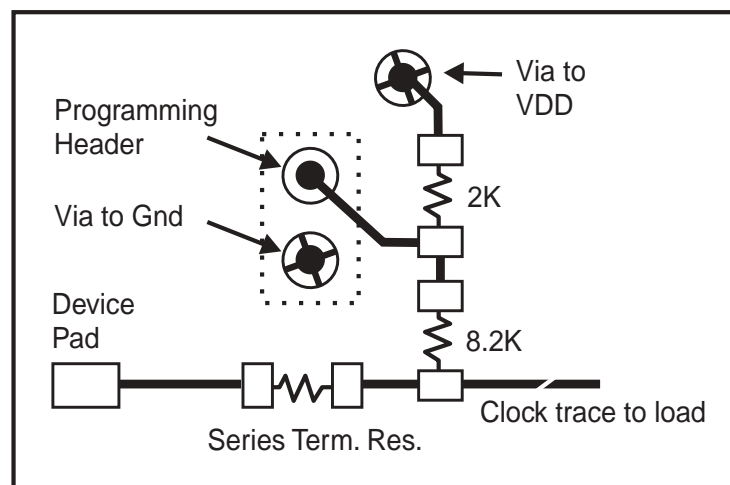 Via to
VDD
Programming
Header
2K
Via to Gnd
Device
Pad
8.2K
Clock trace to load
Series Term. Res.